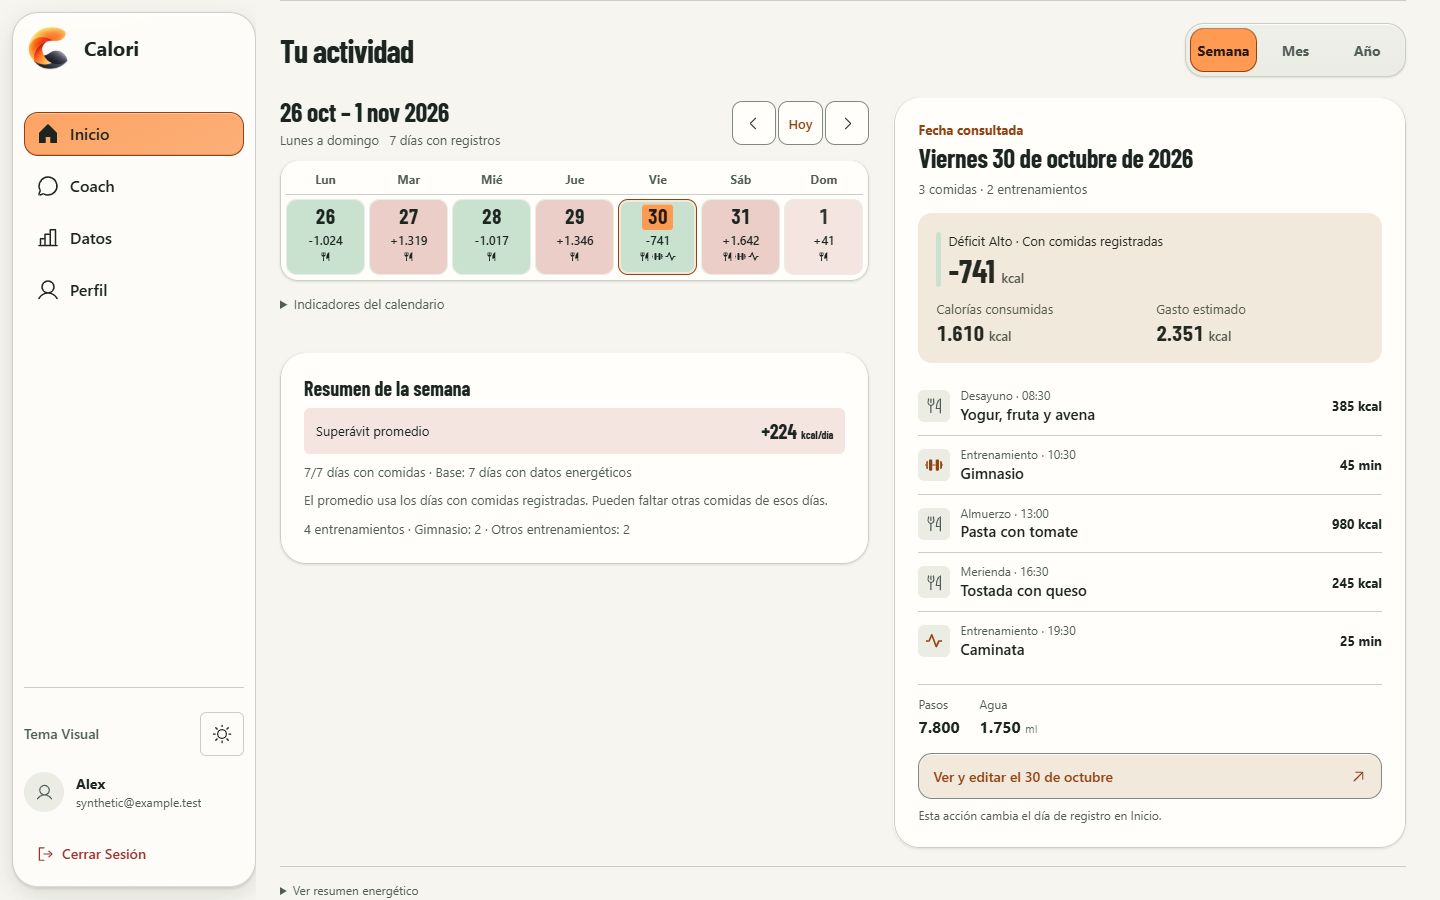 Calori
Inicio
Coach
Datos
Perfil
Tema Visual
Alex
synthetic@example.test
Cerrar Sesión
Tu actividad
Semana Mes Año
26 oct – 1 nov 2026
Lunes a domingo 7 días con registros
Hoy
Lun Mar Mié Jue Vie Sáb Dom
26 27 28 29 30 31 1
-1.024 +1.319 -1.017 +1.346 -741 +1.642 +41
Indicadores del calendario
Resumen de la semana
Superávit promedio +224 kcal/día
7/7 días con comidas · Base: 7 días con datos energéticos
El promedio usa los días con comidas registradas. Pueden faltar otras comidas de esos días.
4 entrenamientos · Gimnasio: 2 · Otros entrenamientos: 2
Fecha consultada
Viernes 30 de octubre de 2026
3 comidas · 2 entrenamientos
Déficit Alto · Con comidas registradas
-741 kcal
Calorías consumidas Gasto estimado
1.610 kcal 2.351 kcal
Desayuno · 08:30
Yogur, fruta y avena 385 kcal
Entrenamiento · 10:30
Gimnasio 45 min
Almuerzo · 13:00
Pasta con tomate 980 kcal
Merienda · 16:30
Tostada con queso 245 kcal
Entrenamiento · 19:30
Caminata 25 min
Pasos Agua
7.800 1.750 ml
Ver y editar el 30 de octubre
Esta acción cambia el día de registro en Inicio.
Ver resumen energético